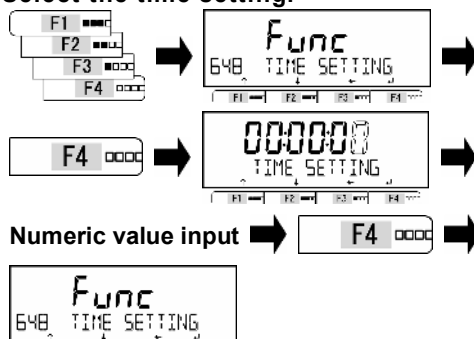 Select the time setting.
F1
F2
F3
F4
Func
648 TIME SETTING
F1 F2 F3 F4
F4
00:00:00
TIME SETTING
F1 F2 F3 F4
Numeric value input
F4
Func
648 TIME SETTING